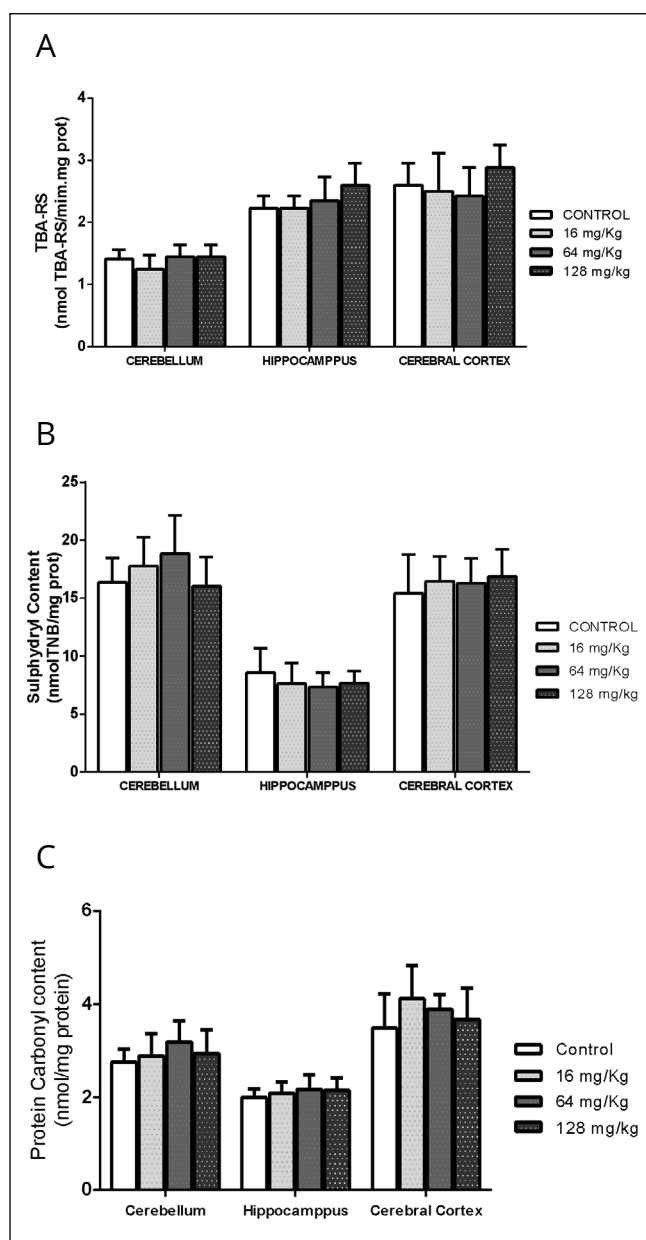 A
TBA-RS
(nmol TBA-RS/mim.mg prot)
4
3
2
1
0
CEREBELLUM
HIPPOCAMPPUS
CEREBRAL CORTEX
CONTROL
16 mg/Kg
64 mg/Kg
128 mg/kg
B
Sulphydryl Content
(nmolTNB/mg prot)
25
20
15
10
5
0
CEREBELLUM
HIPPOCAMPPUS
CEREBRAL CORTEX
CONTROL
16 mg/Kg
64 mg/Kg
128 mg/kg
C
Protein Carbonyl content
(nmol/mg protein)
6
4
2
0
Cerebellum
Hippocamppus
Cerebral Cortex
Control
16 mg/Kg
64 mg/Kg
128 mg/kg